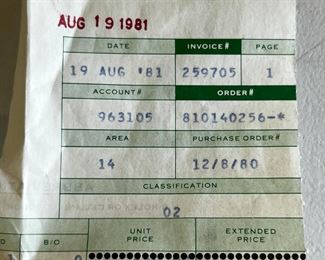 AUG 19 1981
DATE INVOICE# PAGE
19 AUG '81 259705 1
ACCOUNT# ORDER#
963105 810140256-*
AREA PURCHASE ORDER#
14 12/8/80
CLASSIFICATION
02
B/O UNIT PRICE EXTENDED PRICE